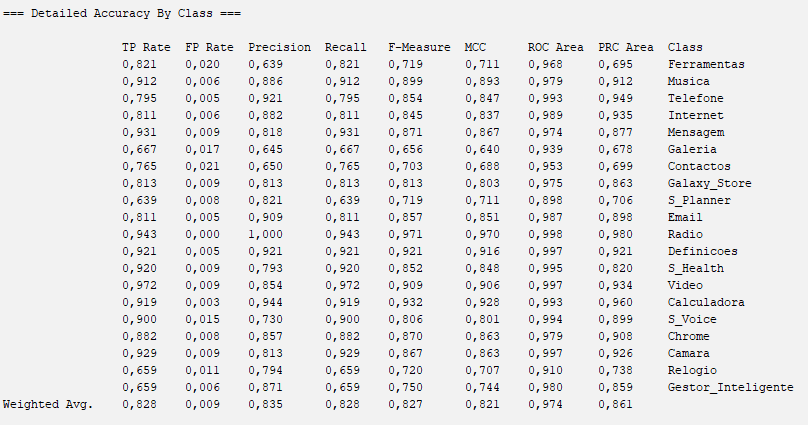 === Detailed Accuracy By Class ===
TP Rate FP Rate Precision Recall F-Measure MCC ROC Area PRC Area Class
0,821 0,020 0,639 0,821 0,719 0,711 0,968 0,695 Ferramentas
0,912 0,006 0,886 0,912 0,899 0,893 0,979 0,912 Musica
0,795 0,005 0,921 0,795 0,854 0,847 0,993 0,949 Telefone
0,811 0,006 0,882 0,811 0,845 0,837 0,989 0,935 Internet
0,931 0,009 0,818 0,931 0,871 0,867 0,974 0,877 Mensagem
0,667 0,017 0,645 0,667 0,656 0,640 0,939 0,678 Galeria
0,765 0,021 0,650 0,765 0,703 0,688 0,953 0,699 Contactos
0,813 0,009 0,813 0,813 0,813 0,803 0,975 0,863 Galaxy_Store
0,639 0,008 0,821 0,639 0,719 0,711 0,898 0,706 S_Planner
0,811 0,005 0,909 0,811 0,857 0,851 0,987 0,898 Email
0,943 0,000 1,000 0,943 0,971 0,970 0,998 0,980 Radio
0,921 0,005 0,921 0,921 0,921 0,916 0,997 0,921 Definicoes
0,920 0,009 0,793 0,920 0,852 0,848 0,995 0,820 S_Health
0,972 0,009 0,854 0,972 0,909 0,906 0,997 0,934 Video
0,919 0,003 0,944 0,919 0,932 0,928 0,993 0,960 Calculadora
0,900 0,015 0,730 0,900 0,806 0,801 0,994 0,899 S_Voice
0,882 0,008 0,857 0,882 0,870 0,863 0,979 0,908 Chrome
0,929 0,009 0,813 0,929 0,867 0,863 0,997 0,926 Camara
0,659 0,011 0,794 0,659 0,720 0,707 0,910 0,738 Relogio
0,659 0,006 0,871 0,659 0,750 0,744 0,980 0,859 Gestor_Inteligente
Weighted Avg. 0,828 0,009 0,835 0,828 0,827 0,821 0,974 0,861